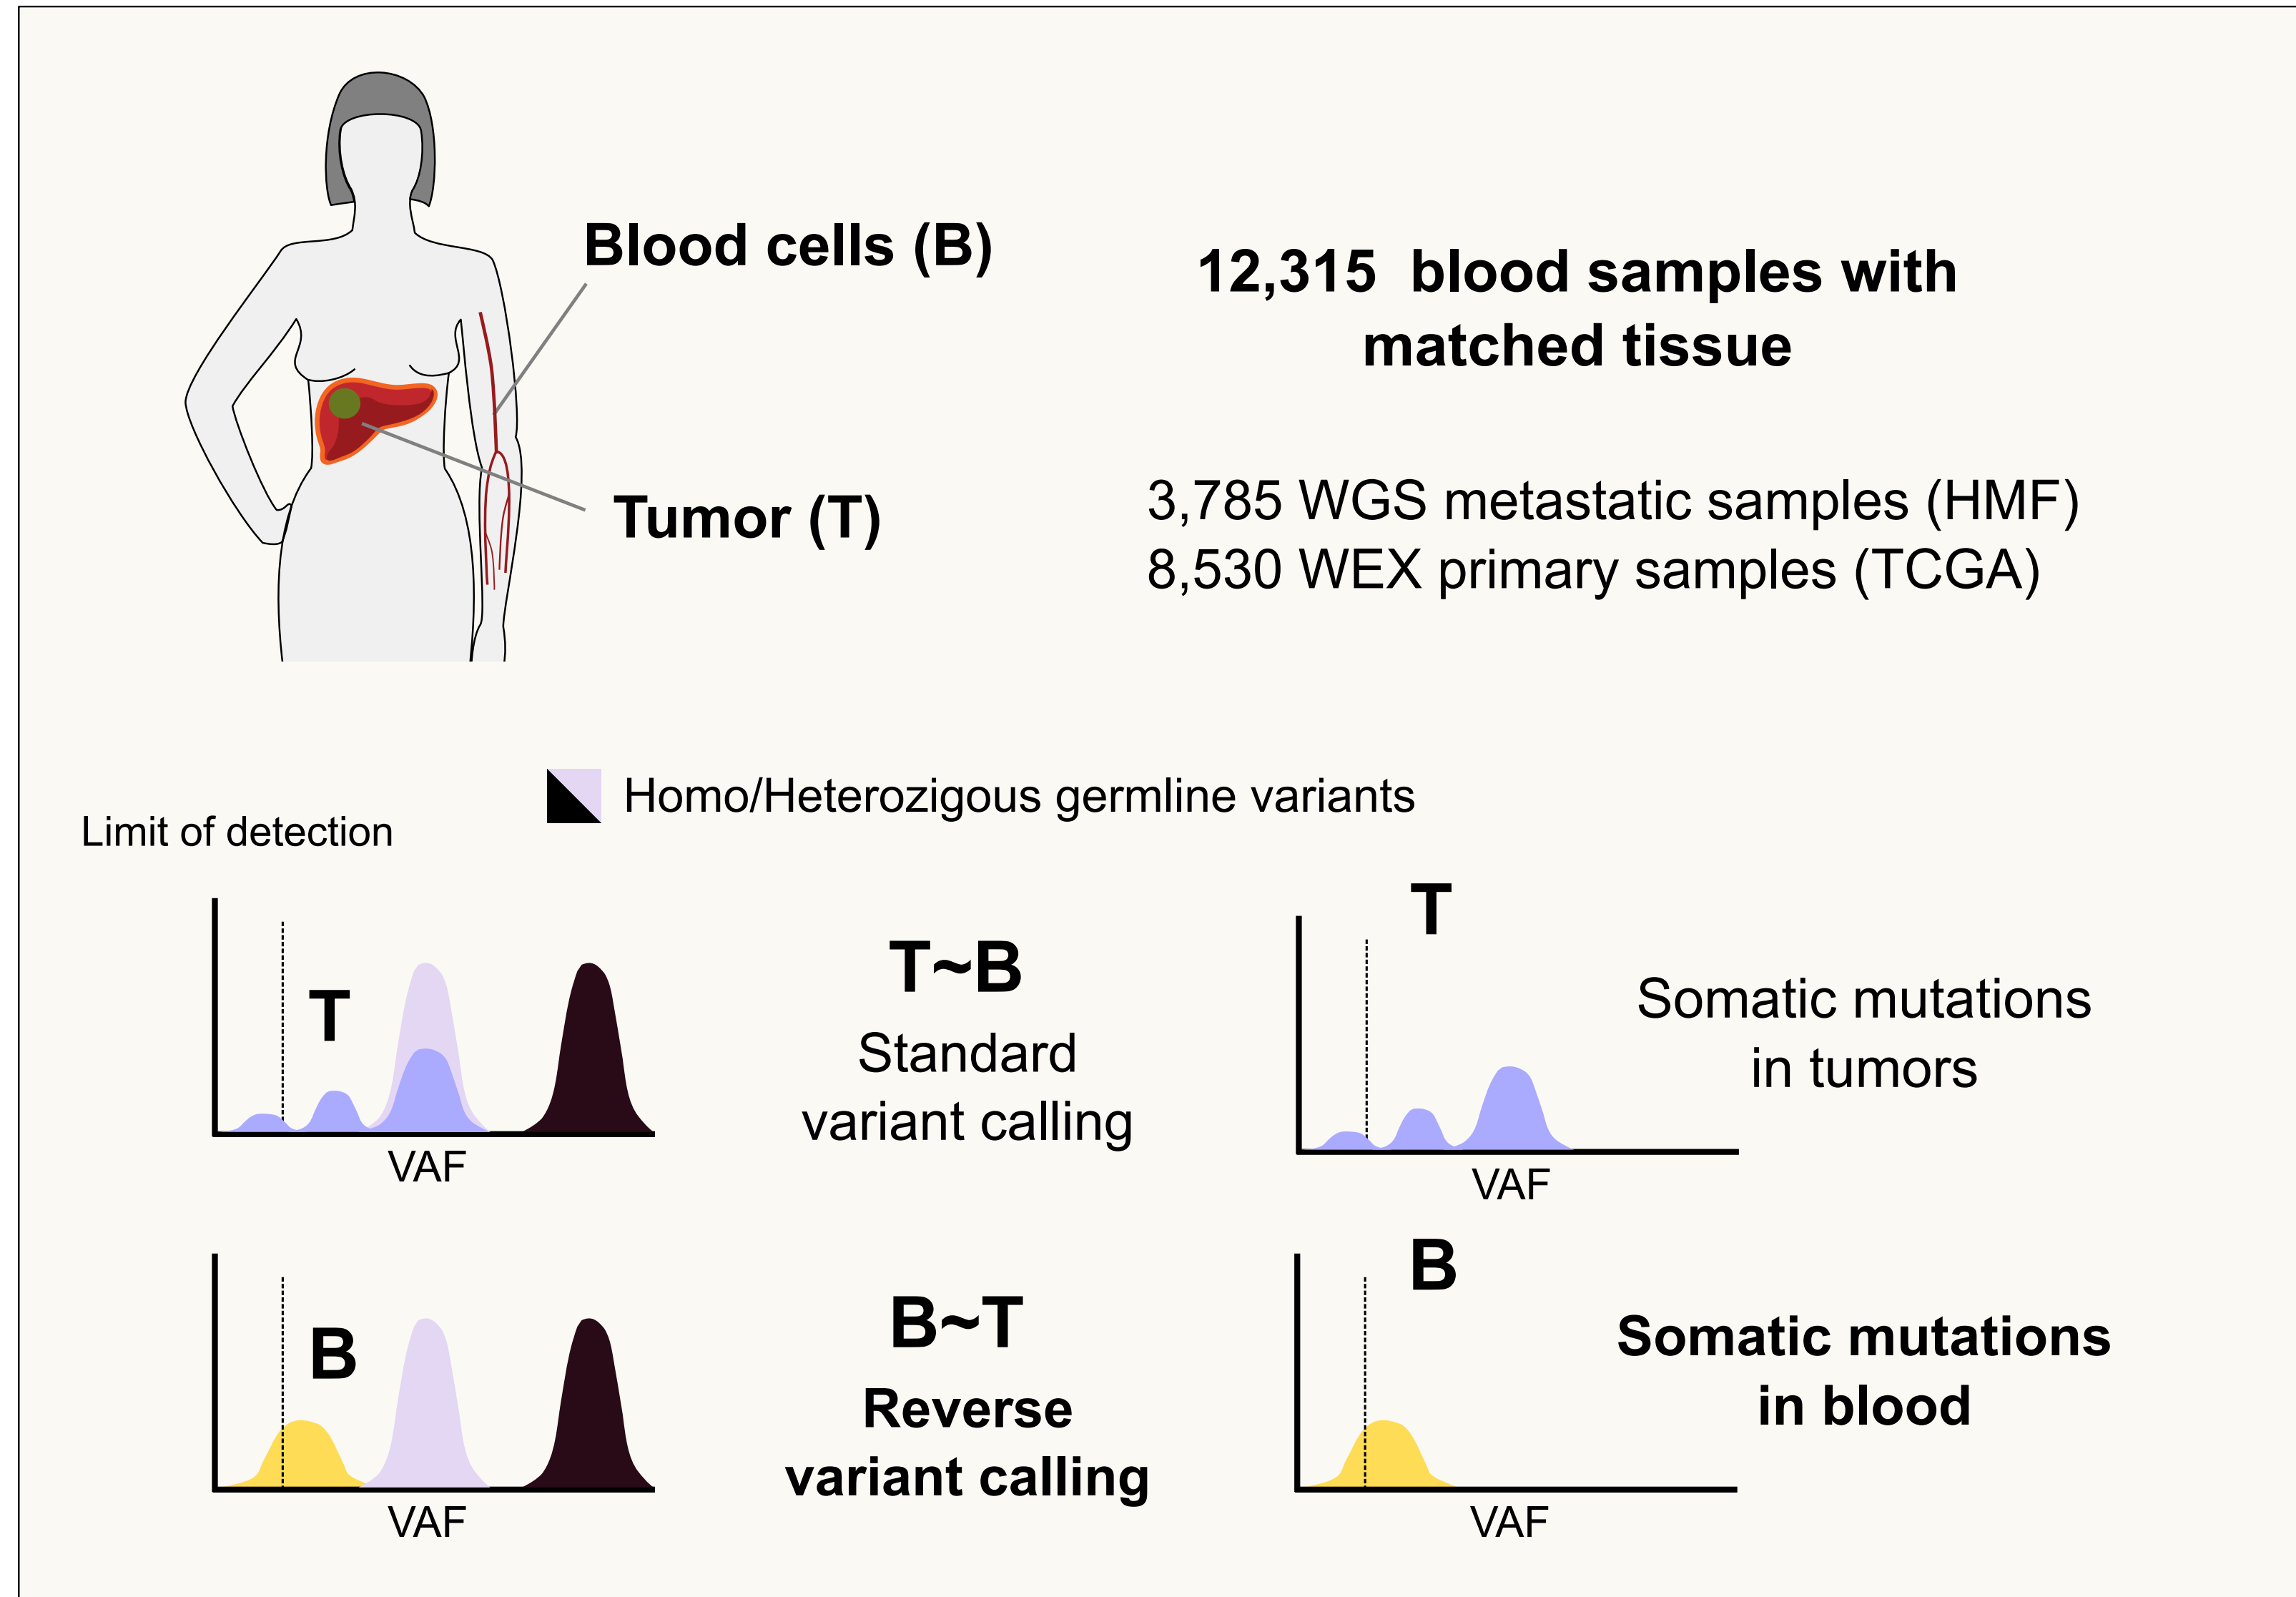 Blood cells (B)
Tumor (T)
12,315 blood samples with
matched tissue
3,785 WGS metastatic samples (HMF)
8,530 WEX primary samples (TCGA)
Homo/Heterozigous germline variants
Limit of detection
T
VAF
T~B
Standard
variant calling
T
VAF
Somatic mutations
in tumors
B
VAF
B~T
Reverse
variant calling
B
VAF
Somatic mutations
in blood